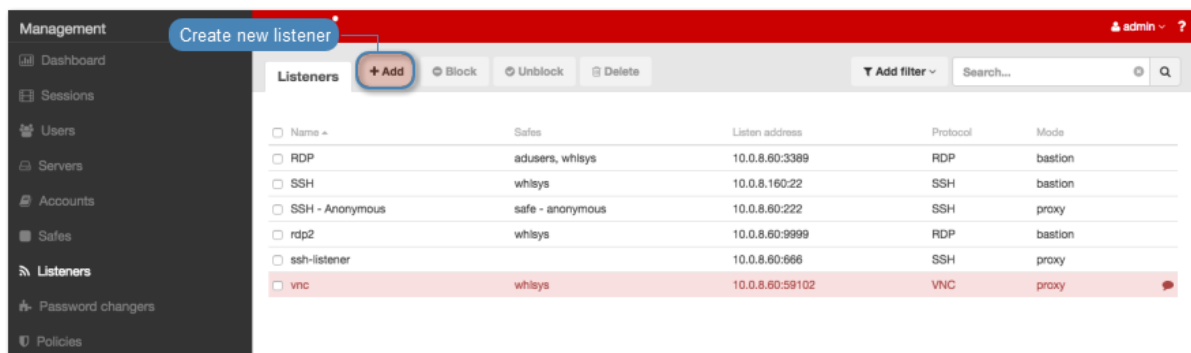 Management
Create new listener
admin
?
Dashboard
Sessions
Users
Servers
Accounts
Safes
Listeners
Password changers
Policies
Listeners
+ Add
Block
Unblock
Delete
Add filter
Search...
Name Safes Listen address Protocol Mode
RDP adusers, whlsys 10.0.8.60:3389 RDP bastion
SSH whlsys 10.0.8.160:22 SSH bastion
SSH - Anonymous safe - anonymous 10.0.8.60:222 SSH proxy
rdp2 whlsys 10.0.8.60:9999 RDP bastion
ssh-listener 10.0.8.60:666 SSH proxy
vnc whlsys 10.0.8.60:59102 VNC proxy